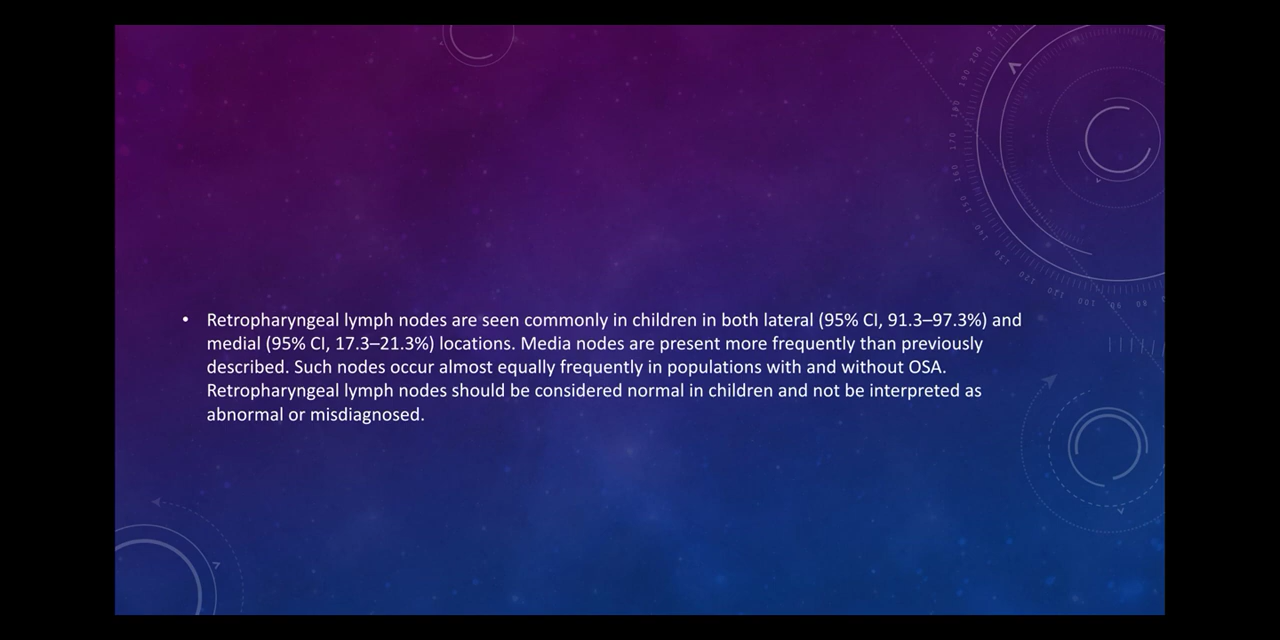 • Retropharyngeal lymph nodes are seen commonly in children in both lateral (95% CI, 91.3–97.3%) and
medial (95% CI, 17.3–21.3%) locations. Media nodes are present more frequently than previously
described. Such nodes occur almost equally frequently in populations with and without OSA.
Retropharyngeal lymph nodes should be considered normal in children and not be interpreted as
abnormal or misdiagnosed.